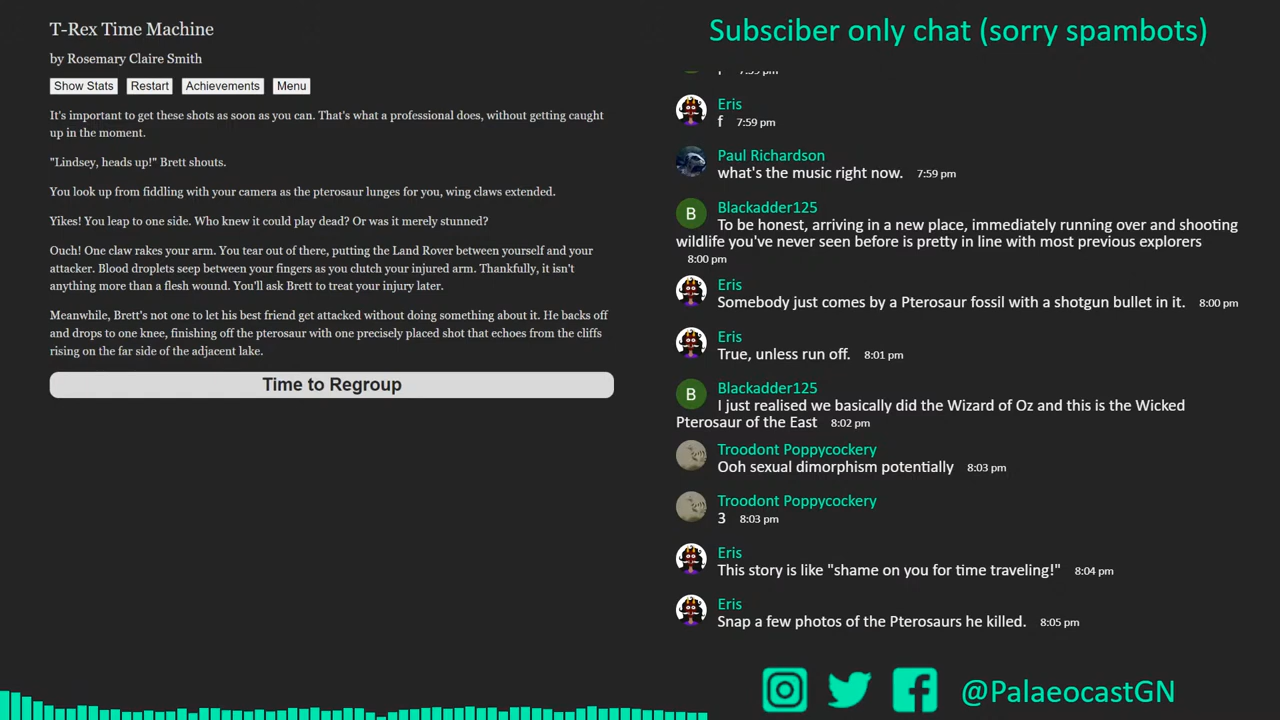 T-Rex Time Machine
by Rosemary Claire Smith
Show Stats Restart Achievements Menu
It's important to get these shots as soon as you can. That's what a professional does, without getting caught
up in the moment.
"Lindsey, heads up!" Brett shouts.
You look up from fiddling with your camera as the pterosaur lunges for you, wing claws extended.
Yikes! You leap to one side. Who knew it could play dead? Or was it merely stunned?
Ouch! One claw rakes your arm. You tear out of there, putting the Land Rover between yourself and your
attacker. Blood droplets seep between your fingers as you clutch your injured arm. Thankfully, it isn't
anything more than a flesh wound. You'll ask Brett to treat your injury later.
Meanwhile, Brett's not one to let his best friend get attacked without doing something about it. He backs off
and drops to one knee, finishing off the pterosaur with one precisely placed shot that echoes from the cliffs
rising on the far side of the adjacent lake.
Time to Regroup
Subsciber only chat (sorry spambots)
7:59 pm
Eris
f 7:59 pm
Paul Richardson
what's the music right now. 7:59 pm
B
Blackadder125
To be honest, arriving in a new place, immediately running over and shooting
wildlife you've never seen before is pretty in line with most previous explorers
8:00 pm
Eris
Somebody just comes by a Pterosaur fossil with a shotgun bullet in it. 8:00 pm
Eris
True, unless run off. 8:01 pm
B
Blackadder125
I just realised we basically did the Wizard of Oz and this is the Wicked
Pterosaur of the East 8:02 pm
Troodont Poppycockery
Ooh sexual dimorphism potentially 8:03 pm
Troodont Poppycockery
3 8:03 pm
Eris
This story is like "shame on you for time traveling!" 8:04 pm
Eris
Snap a few photos of the Pterosaurs he killed. 8:05 pm
@PalaeocastGN